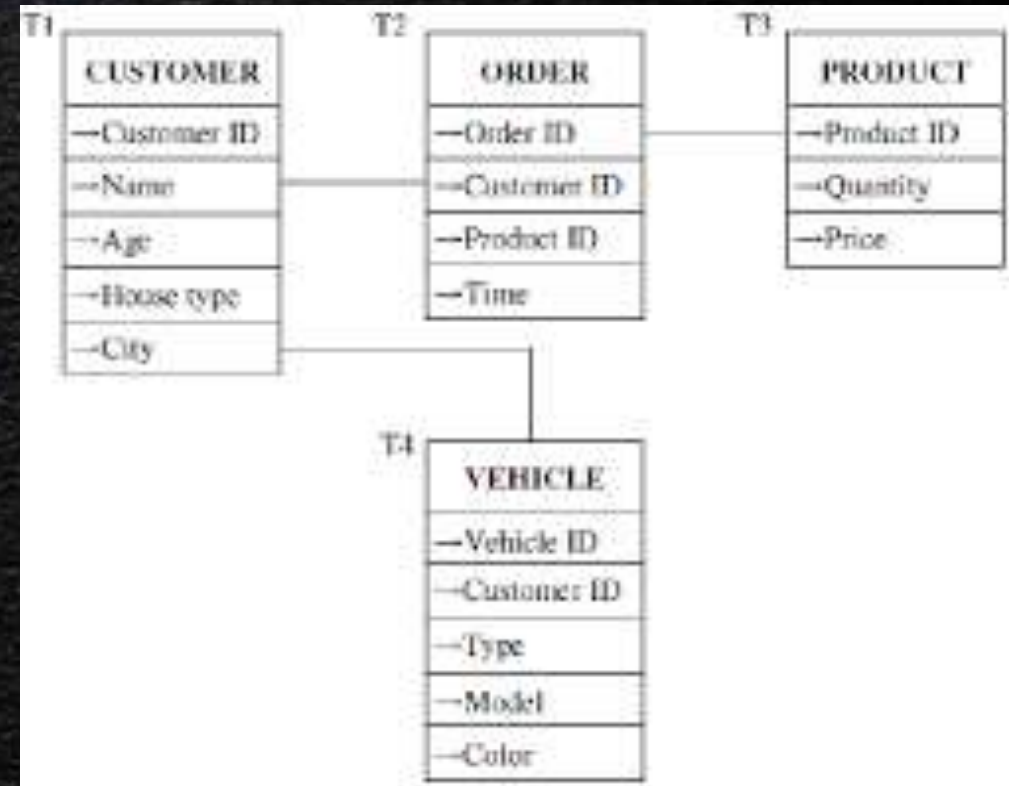 T1
CUSTOMER
Customer ID
Name
Age
House type
City
T2
ORDER
Order ID
Customer ID
Product ID
Time
T3
PRODUCT
Product ID
Quantity
Price
T4
VEHICLE
Vehicle ID
Customer ID
Type
Model
Color